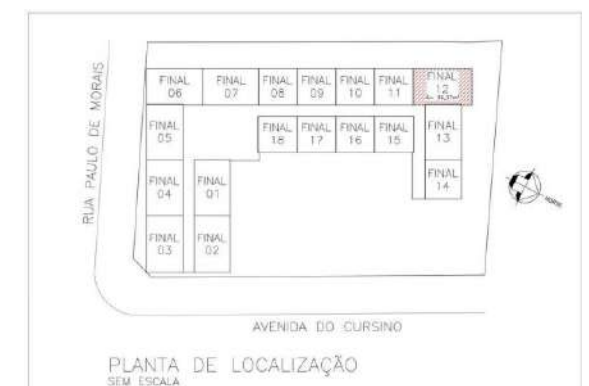 RUA PAULO DE MORAIS
FINAL
06
FINAL
07
FINAL
08
FINAL
09
FINAL
10
FINAL
11
FINAL
12
FINAL
05
FINAL
18
FINAL
17
FINAL
16
FINAL
15
FINAL
13
FINAL
04
FINAL
01
FINAL
14
FINAL
03
FINAL
02
NORTE
AVENIDA DO CURSINO
PLANTA DE LOCALIZAÇÃO
SEM ESCALA